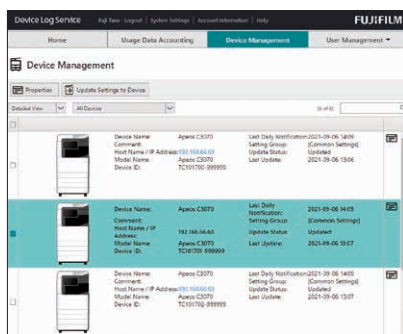 Device Log Service Fuji Taro - Logout | System Settings | Account Information | Help FUJIFILM
Home Usage Data Accounting Device Management User Management
Device Management
Properties Update Settings to Device
Detailed View All Devices (6 of 6)
Device Name: Apeos C3070 Last Daily Notification: 2021-09-06 14:09
Comment: Setting Group: [Common Settings]
Host Name / IP Address: 192.168.66.63 Update Status: Updated
Model Name: Apeos C3070 Last Update: 2021-09-06 13:06
Device ID: TC101700-999999
Device Name: Apeos C3070 Last Daily Notification: 2021-09-06 14:09
Comment: Setting Group: [Common Settings]
Host Name / IP Address: 192.168.66.63 Update Status: Updated
Model Name: Apeos C3070 Last Update: 2021-09-06 13:07
Device ID: TC101701-999999
Device Name: Apeos C3070 Last Daily Notification: 2021-09-06 14:09
Comment: Setting Group: [Common Settings]
Host Name / IP Address: 192.168.66.63 Update Status: Updated
Model Name: Apeos C3070 Last Update: 2021-09-06 13:07
Device ID: TC101702-999999